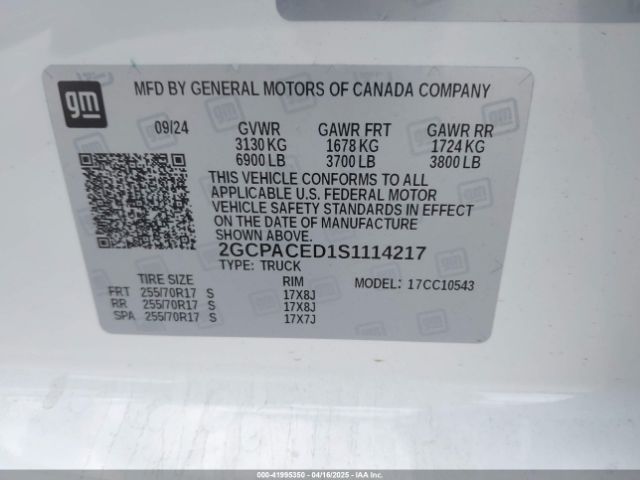 gm
MFD BY GENERAL MOTORS OF CANADA COMPANY
09/24 GVWR GAWR FRT GAWR RR
3130 KG 1678 KG 1724 KG
6900 LB 3700 LB 3800 LB
THIS VEHICLE CONFORMS TO ALL
APPLICABLE U.S. FEDERAL MOTOR
VEHICLE SAFETY STANDARDS IN EFFECT
ON THE DATE OF MANUFACTURE
SHOWN ABOVE.
2GCPACED1S1114217
TYPE: TRUCK
TIRE SIZE RIM MODEL: 17CC10543
FRT 255/70R17 S 17X8J
RR 255/70R17 S 17X8J
SPA 255/70R17 S 17X7J
000-41995350 - 04/16/2025 - IAA Inc.